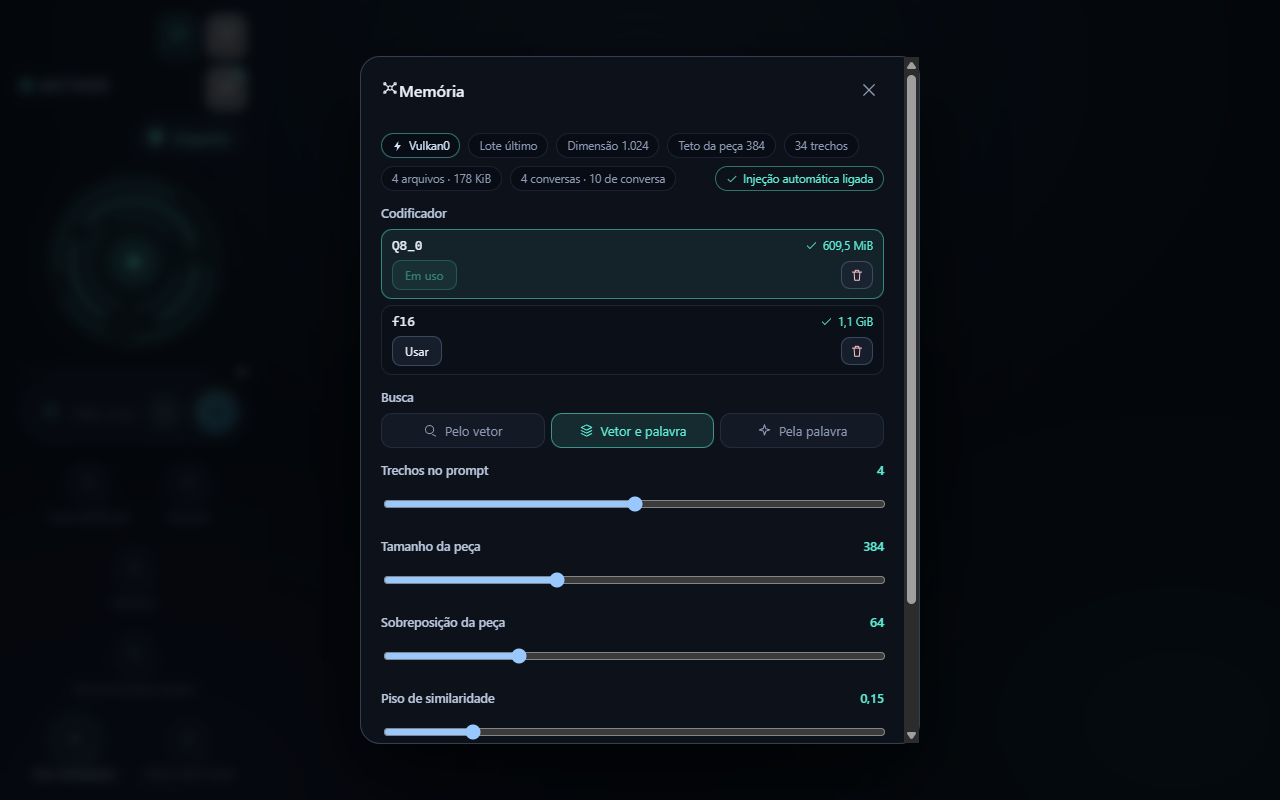 Memória
Vulkan0
Lote último
Dimensão 1.024
Teto da peça 384
34 trechos
4 arquivos · 178 KiB
4 conversas · 10 de conversa
Injeção automática ligada
Codificador
Q8_0
609,5 MiB
Em uso
f16
1,1 GiB
Usar
Busca
Pelo vetor
Vetor e palavra
Pela palavra
Trechos no prompt
4
Tamanho da peça
384
Sobreposição da peça
64
Piso de similaridade
0,15